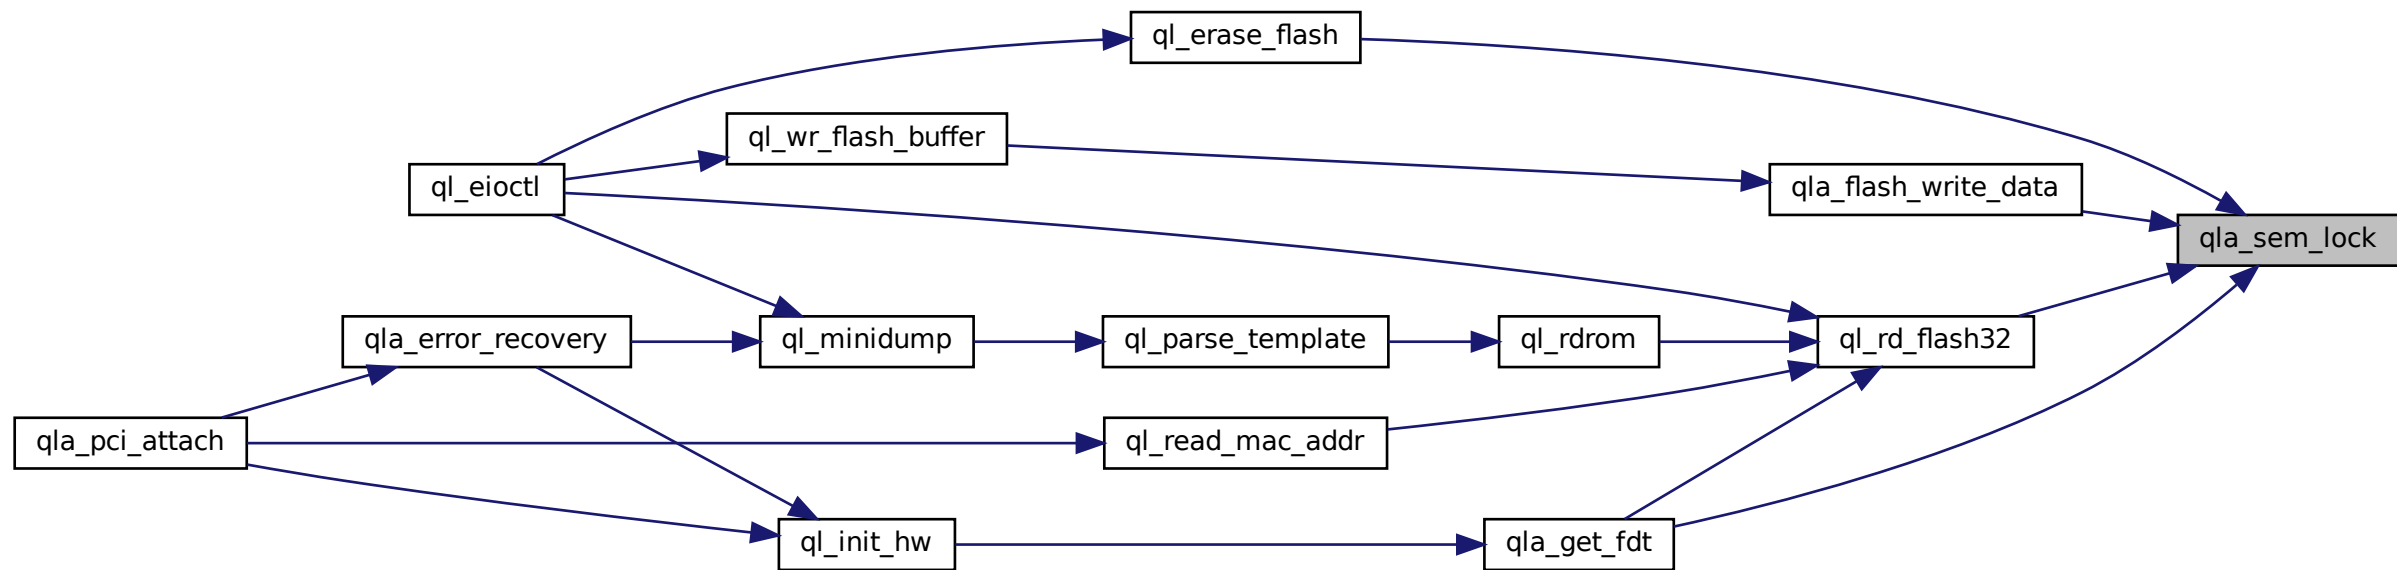 ql_erase_flash
ql_wr_flash_buffer
ql_eioctl
qla_flash_write_data
qla_sem_lock
qla_error_recovery
ql_minidump
ql_parse_template
ql_rdrom
ql_rd_flash32
qla_pci_attach
ql_read_mac_addr
ql_init_hw
qla_get_fdt